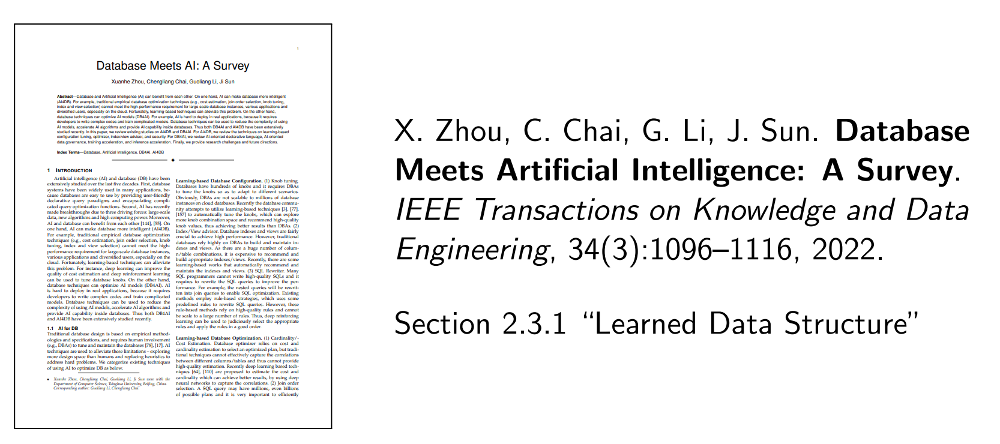 1
Database Meets AI: A Survey
Xuanhe Zhou, Chengliang Chai, Guoliang Li, Ji Sun
Abstract—Database and Artificial Intelligence (AI) can benefit from each other. On one hand, AI can make database more intelligent
(AI4DB). For example, traditional empirical database optimization techniques (e.g., cost estimation, join order selection, knob tuning,
index and view selection) cannot meet the high-performance requirement for large-scale database instances, various applications and
diversified users, especially on the cloud. Fortunately, learning-based techniques can alleviate this problem. On the other hand,
database techniques can optimize AI models (DB4AI). For example, AI is hard to deploy in real applications, because it requires
developers to write complex codes and train complicated models. Database techniques can be used to reduce the complexity of using
AI models, accelerate AI algorithms and provide AI capability inside databases. Thus both DB4AI and AI4DB have been extensively
studied recently. In this paper, we review existing studies on AI4DB and DB4AI. For AI4DB, we review the techniques on learning-based
configuration tuning, optimizer, index/view advisor, and security. For DB4AI, we review AI-oriented declarative language, AI-oriented
data governance, training acceleration, and inference acceleration. Finally, we provide research challenges and future directions.
Index Terms—Database, Artificial Intelligence, DB4AI, AI4DB
1 INTRODUCTION
Artificial intelligence (AI) and database (DB) have been
extensively studied over the last five decades. First, database
systems have been widely used in many applications, be-
cause databases are easy to use by providing user-friendly
declarative query paradigms and encapsulating compli-
cated query optimization functions. Second, AI has recently
made breakthroughs due to three driving forces: large-scale
data, new algorithms and high computing power. Moreover,
AI and database can benefit from each other [144], [55]. On
one hand, AI can make database more intelligent (AI4DB).
For example, traditional empirical database optimization
techniques (e.g., cost estimation, join order selection, knob
tuning, index and view selection) cannot meet the high-
performance requirement for large-scale database instances,
various applications and diversified users, especially on the
cloud. Fortunately, learning-based techniques can alleviate
this problem. For instance, deep learning can improve the
quality of cost estimation and deep reinforcement learning
can be used to tune database knobs. On the other hand,
database techniques can optimize AI models (DB4AI). AI
is hard to deploy in real applications, because it requires
developers to write complex codes and train complicated
models. Database techniques can be used to reduce the
complexity of using AI models, accelerate AI algorithms and
provide AI capability inside databases. Thus both DB4AI
and AI4DB have been extensively studied recently.
1.1 AI for DB
Traditional database design is based on empirical method-
ologies and specifications, and requires human involvement
(e.g., DBAs) to tune and maintain the databases [78], [17]. AI
techniques are used to alleviate these limitations – exploring
more design space than humans and replacing heuristics to
address hard problems. We categorize existing techniques
of using AI to optimize DB as below.
• Xuanhe Zhou, Chengliang Chai, Guoliang Li, Ji Sun were with the
Department of Computer Science, Tsinghua University, Beijing, China.
Corresponding author: Guoliang Li, Chengliang Chai.
Learning-based Database Configuration. (1) Knob tuning.
Databases have hundreds of knobs and it requires DBAs
to tune the knobs so as to adapt to different scenarios.
Obviously, DBAs are not scalable to millions of database
instances on cloud databases. Recently the database commu-
nity attempts to utilize learning-based techniques [3], [77],
[157] to automatically tune the knobs, which can explore
more knob combination space and recommend high-quality
knob values, thus achieving better results than DBAs. (2)
Index/View advisor. Database indexes and views are fairly
crucial to achieve high performance. However, traditional
databases rely highly on DBAs to build and maintain in-
dexes and views. As there are a huge number of colum-
n/table combinations, it is expensive to recommend and
build appropriate indexes/views. Recently, there are some
learning-based works that automatically recommend and
maintain the indexes and views. (3) SQL Rewriter. Many
SQL programmers cannot write high-quality SQLs and it
requires to rewrite the SQL queries to improve the per-
formance. For example, the nested queries will be rewrit-
ten into join queries to enable SQL optimization. Existing
methods employ rule-based strategies, which uses some
predefined rules to rewrite SQL queries. However, these
rule-based methods rely on high-quality rules and cannot
be scale to a large number of rules. Thus, deep reinforcing
learning can be used to judiciously select the appropriate
rules and apply the rules in a good order.
Learning-based Database Optimization. (1) Cardinality/-
Cost Estimation. Database optimizer relies on cost and
cardinality estimation to select an optimized plan, but tradi-
tional techniques cannot effectively capture the correlations
between different columns/tables and thus cannot provide
high-quality estimation. Recently deep learning based tech-
niques [64], [110] are proposed to estimate the cost and
cardinality which can achieve better results, by using deep
neural networks to capture the correlations. (2) Join order
selection. A SQL query may have millions, even billions
of possible plans and it is very important to efficiently
X. Zhou, C. Chai, G. Li, J. Sun. Database
Meets Artificial Intelligence: A Survey.
IEEE Transactions on Knowledge and Data
Engineering, 34(3):1096–1116, 2022.
Section 2.3.1 “Learned Data Structure”